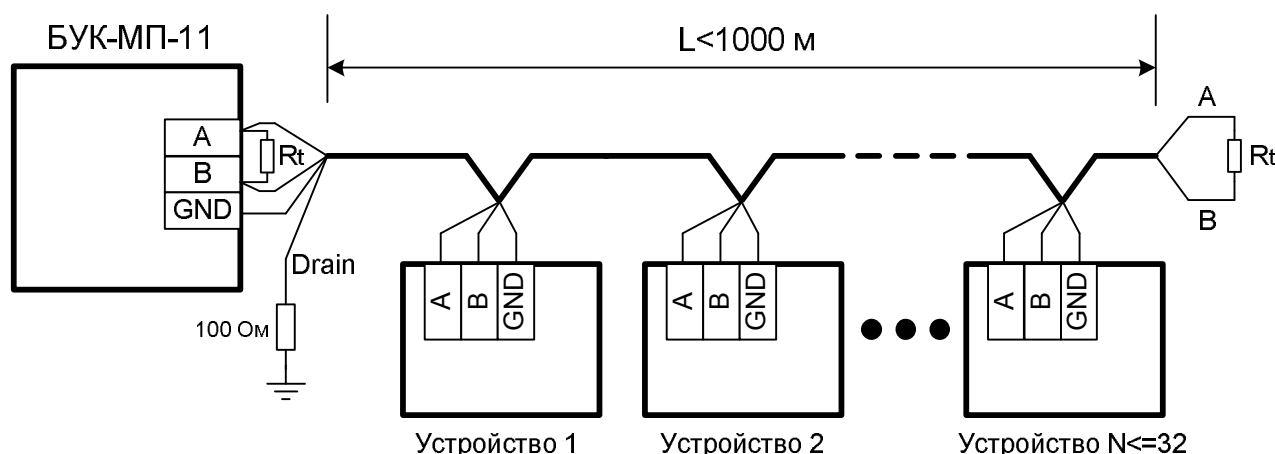 БУК-МП-11
L<1000 м
A
B
GND
Rt
Drain
100 Ом
A
B
Rt
A
B
GND
A
B
GND
A
B
GND
Устройство 1
Устройство 2
Устройство N<=32